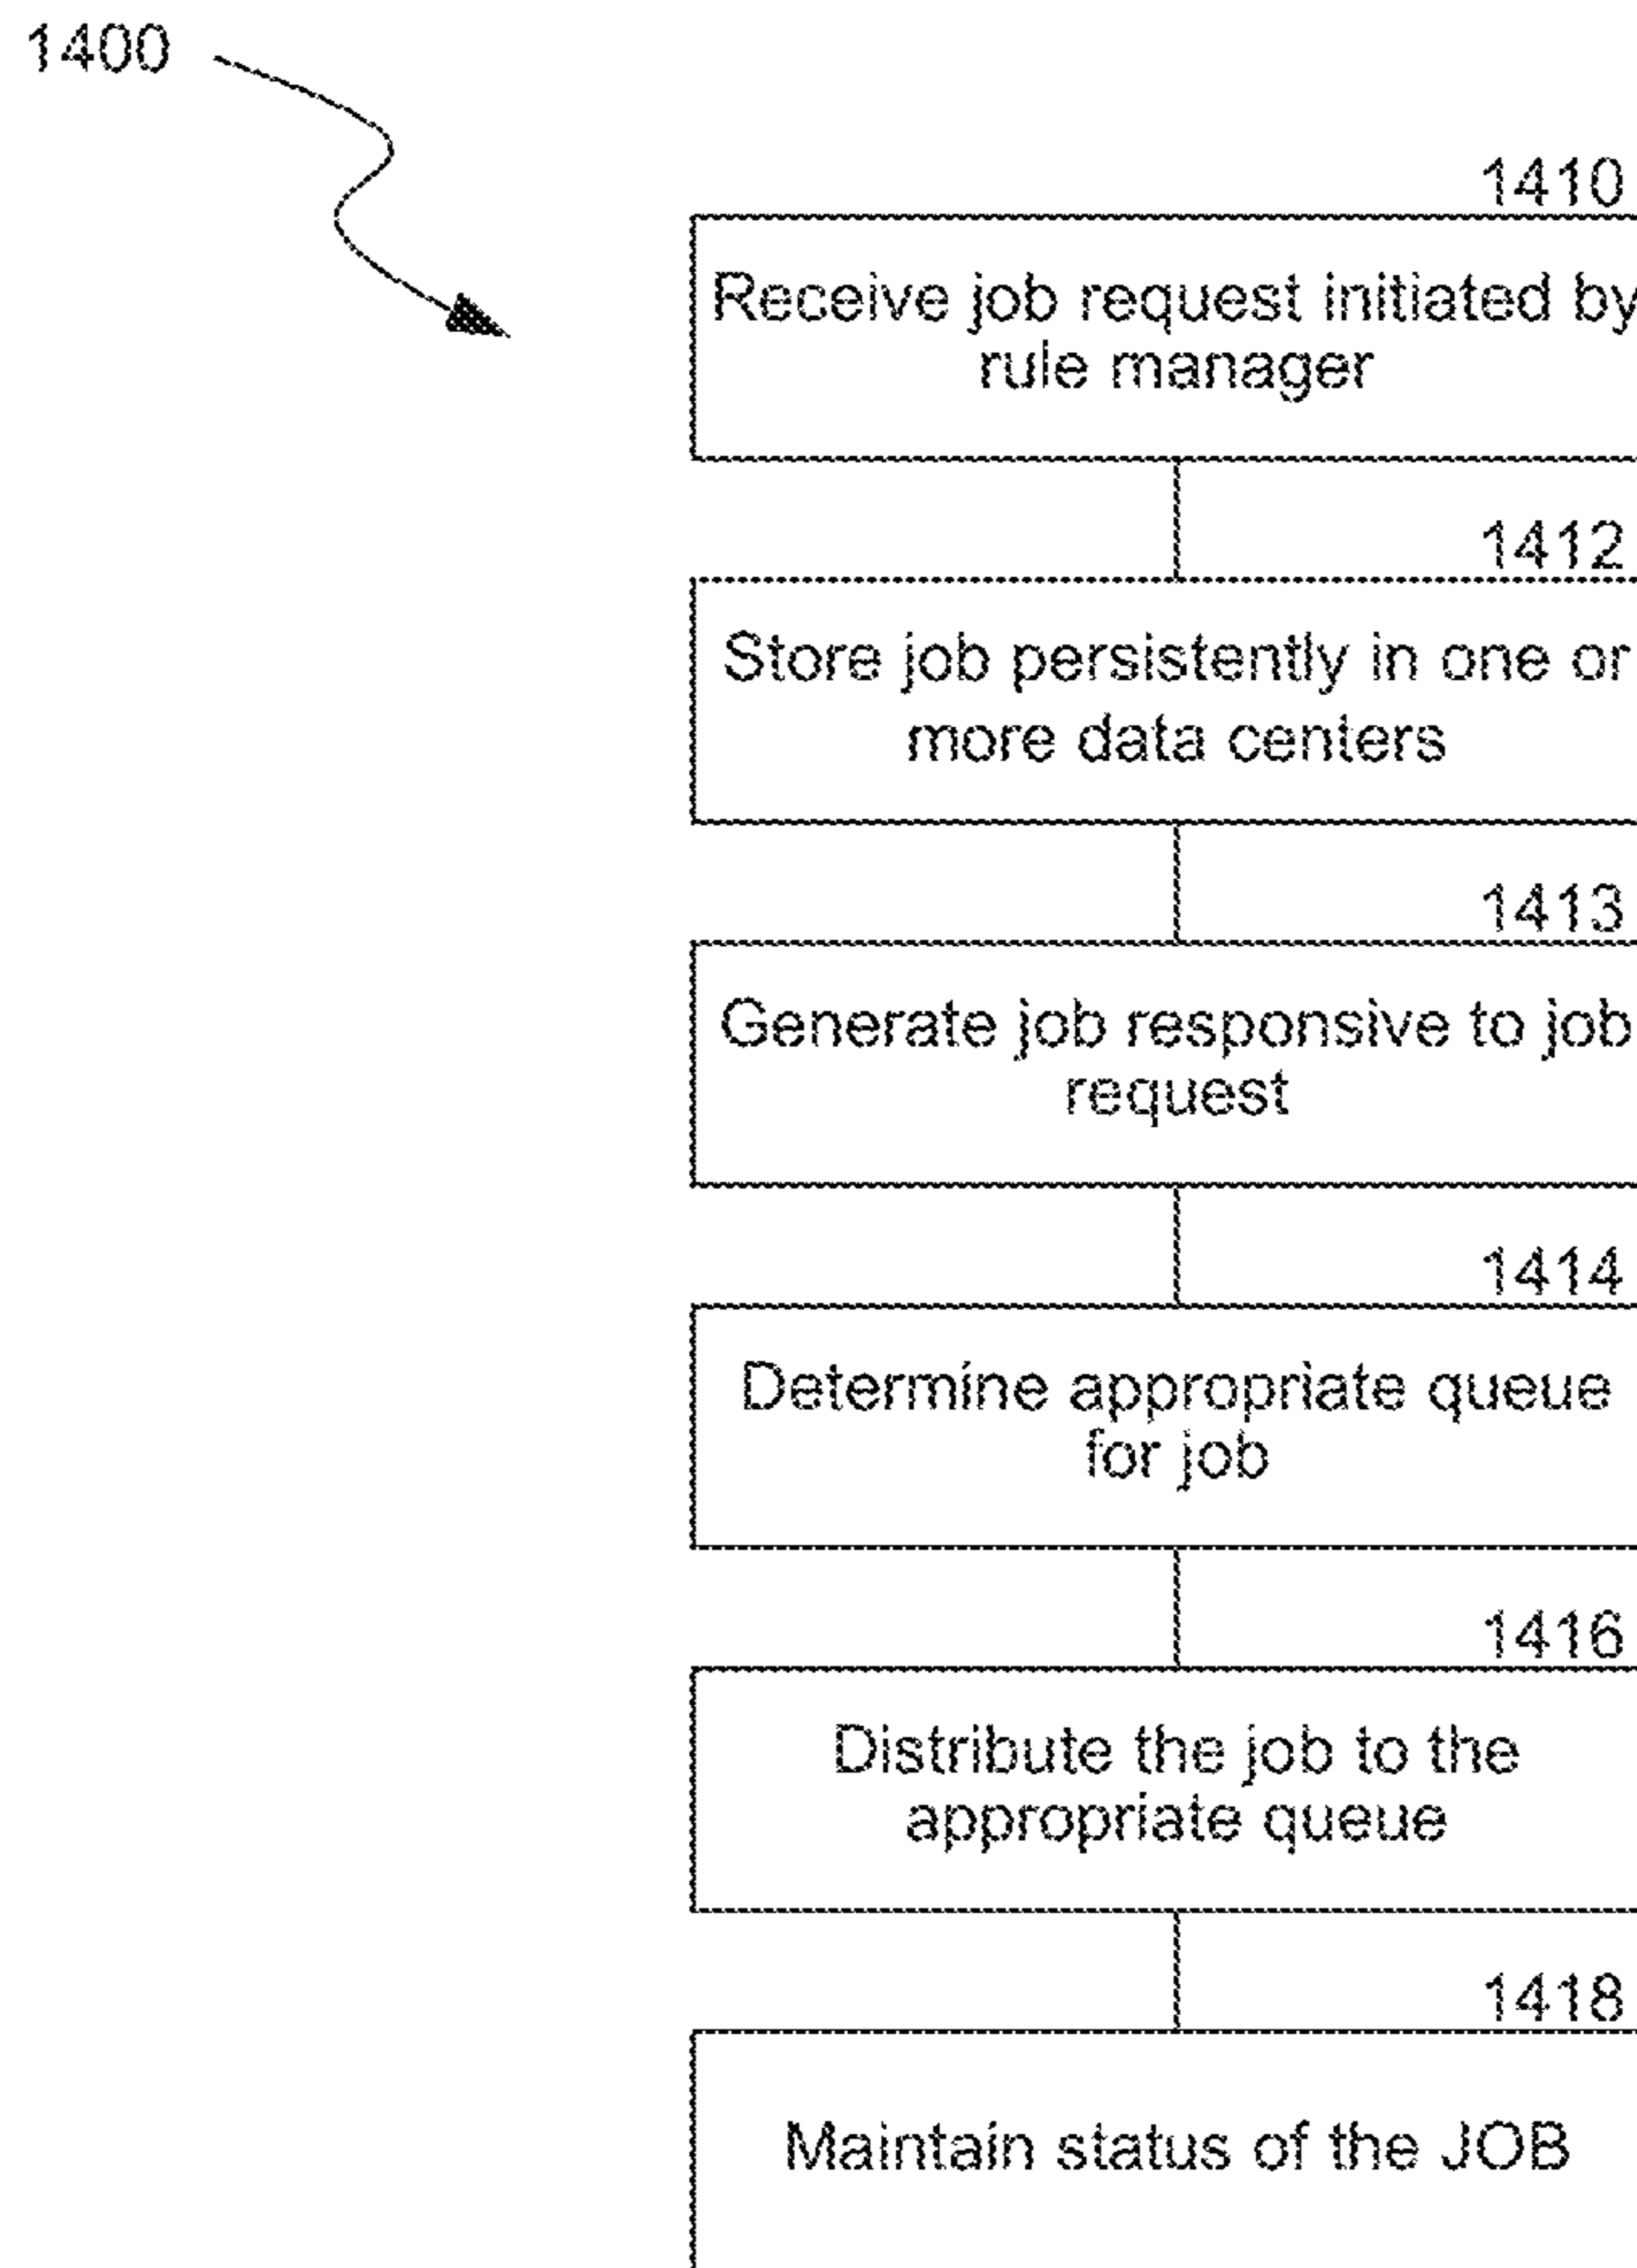 1400
1410
Receive job request initiated by
rule manager
1412
Store job persistently in one or
more data centers
1413
Generate job responsive to job
request
1414
Determine appropriate queue
for job
1416
Distribute the job to the
appropriate queue
1418
Maintain status of the JOB